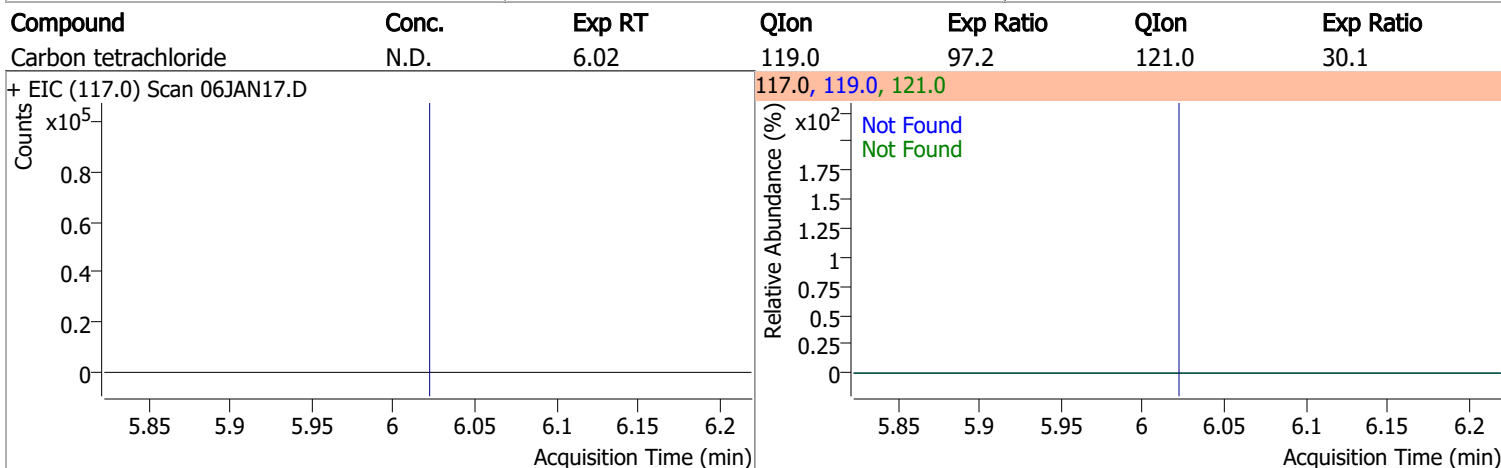 Compound Conc. Exp RT QIon Exp Ratio QIon Exp Ratio
Carbon tetrachloride N.D. 6.02 119.0 97.2 121.0 30.1
+ EIC (117.0) Scan 06JAN17.D
Counts
x10⁵
0.8
0.6
0.4
0.2
0
5.85 5.9 5.95 6 6.05 6.1 6.15 6.2
Acquisition Time (min)
117.0, 119.0, 121.0
Relative Abundance (%)
x10²
Not Found
Not Found
1.75
1.5
1.25
1
0.75
0.5
0.25
0
5.85 5.9 5.95 6 6.05 6.1 6.15 6.2
Acquisition Time (min)